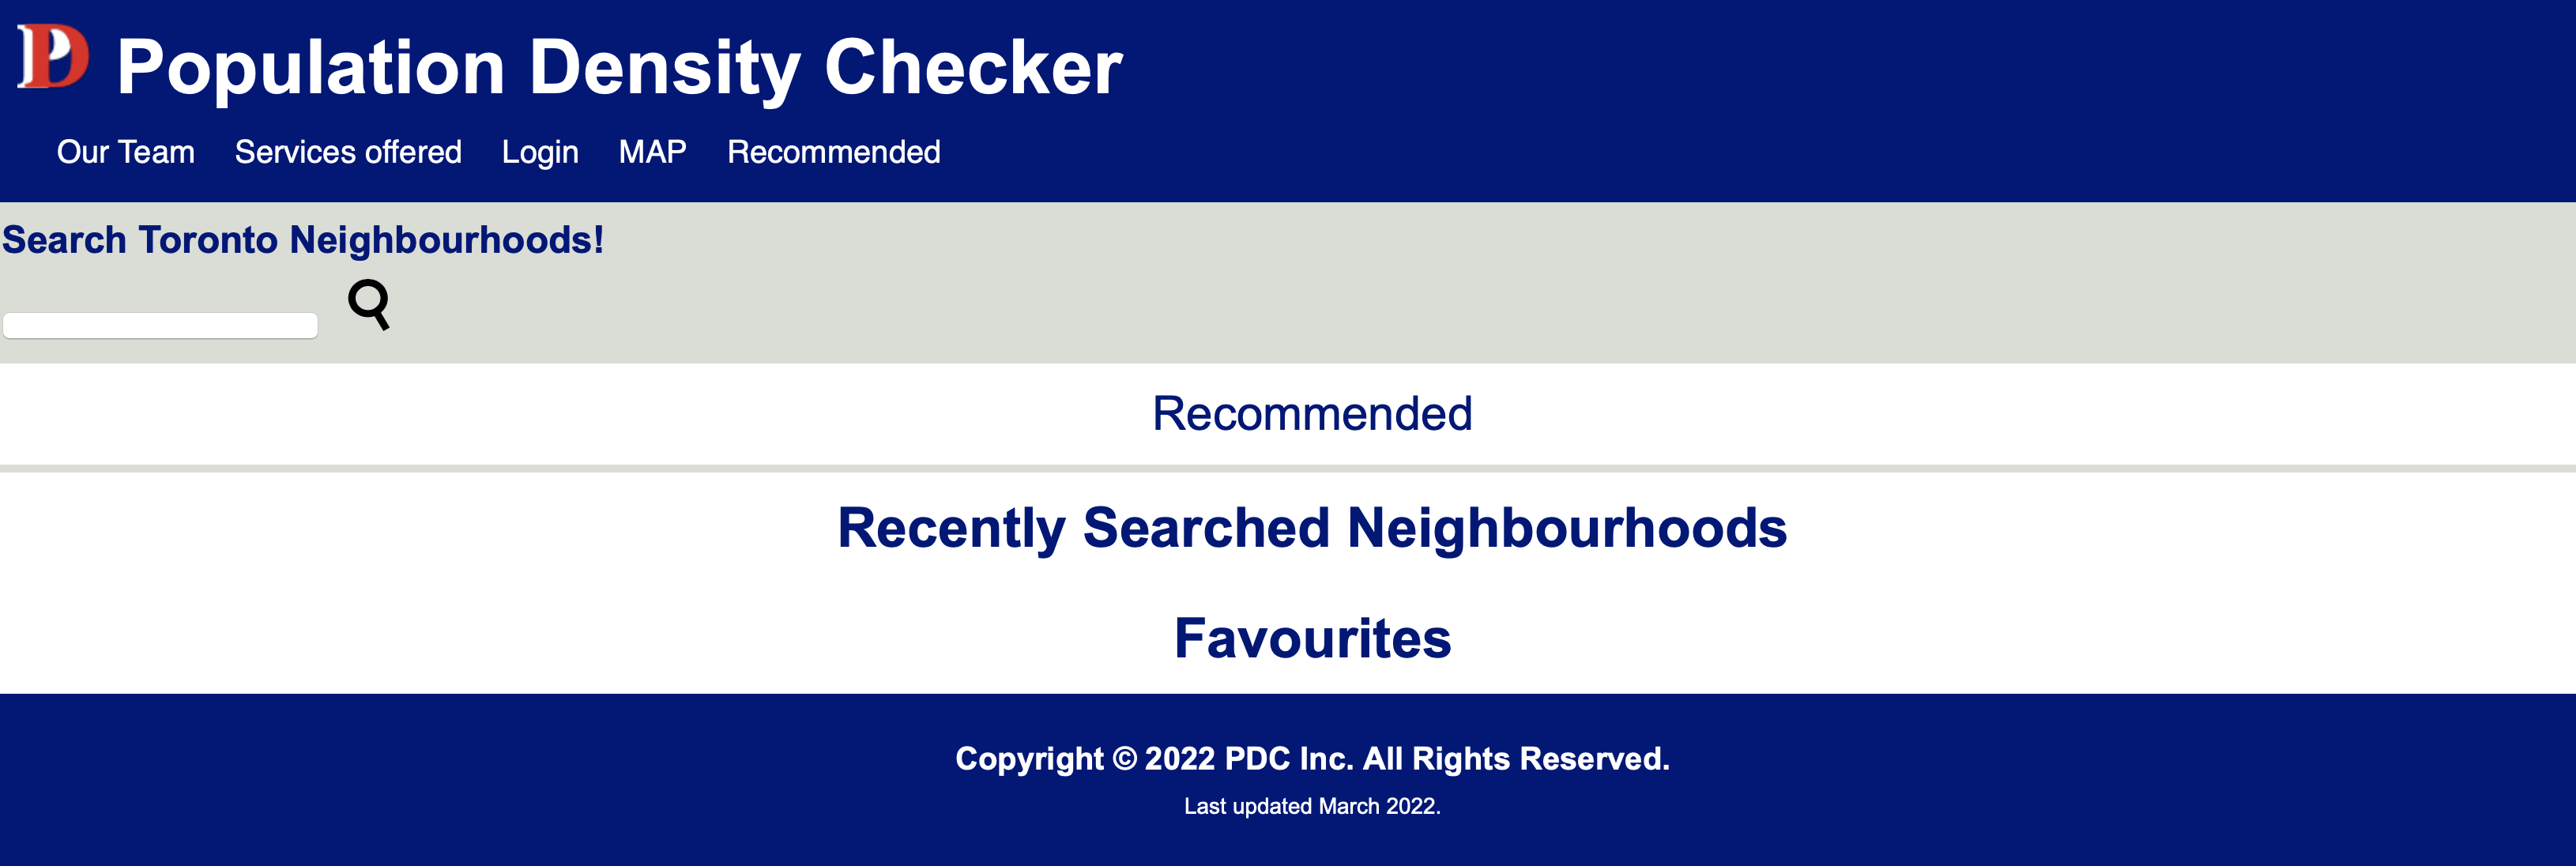 PD Population Density Checker
Our Team Services offered Login MAP Recommended
Search Toronto Neighbourhoods!
Recommended
Recently Searched Neighbourhoods
Favourites
Copyright © 2022 PDC Inc. All Rights Reserved.
Last updated March 2022.